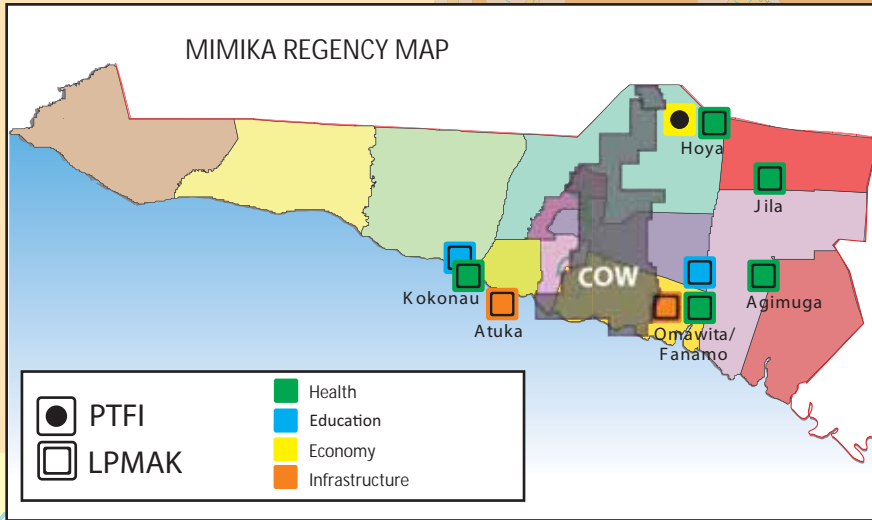 MIMIKA REGENCY MAP
Hoya
Jila
COW
Kokonau
Agimuga
Atuka
Omawita/
Fanamo
PTFI
LPMAK
Health
Education
Economy
Infrastructure